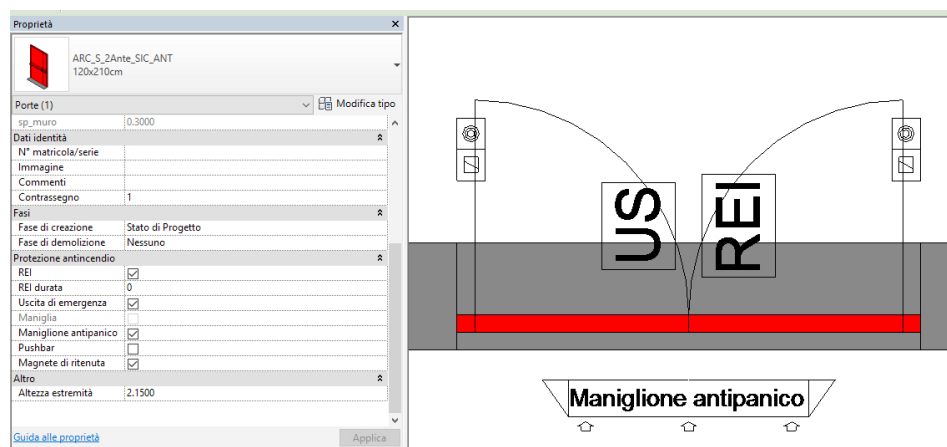 Proprietà
ARC_S_2Ante_SIC_ANT
120x210cm
Porte (1)
Modifica tipo
sp_muro 0.3000
Dati identità
N° matricola/serie
Immagine
Commenti
Contrassegno 1
Fasi
Fase di creazione Stato di Progetto
Fase di demolizione Nessuno
Protezione antincendio
REI
REI durata 0
Uscita di emergenza
Maniglia
Maniglione antipanico
Pushbar
Magnete di ritenuta
Altro
Altezza estremità 2.1500
Guida alle proprietà
Applica
US
REI
Maniglione antipanico